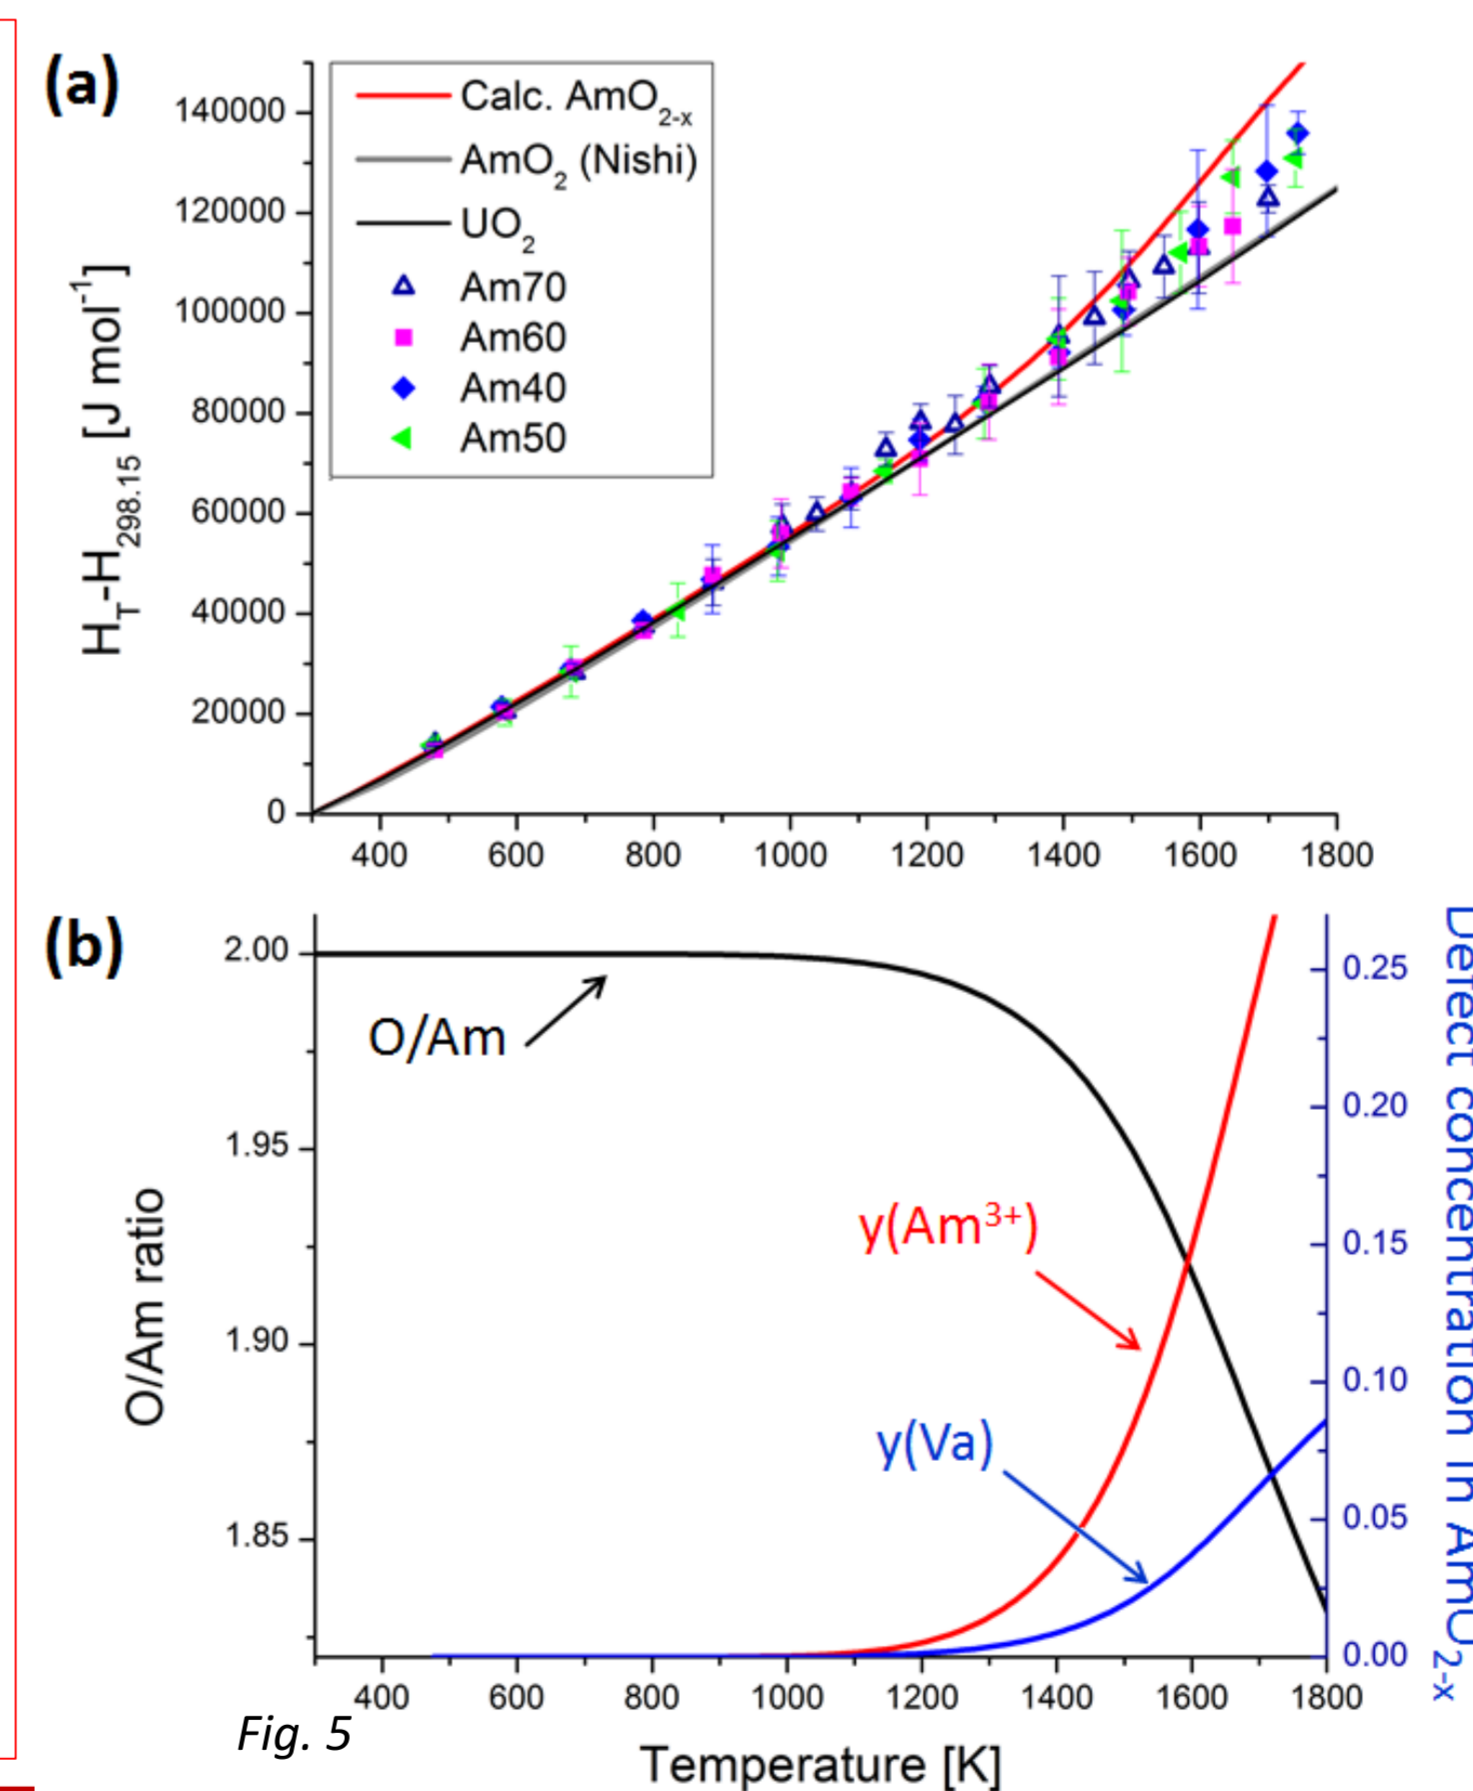 (a)
Calc. AmO2-x
AmO2 (Nishi)
UO2
Am70
Am60
Am40
Am50
HT-H298.15 [J mol-1]
140000
120000
100000
80000
60000
40000
20000
0
400 600 800 1000 1200 1400 1600 1800
(b)
O/Am ratio
2.00
1.95
1.90
1.85
O/Am
y(Am3+)
y(Va)
0.25
0.20
0.15
0.10
0.05
0.00
Defect concentration in AmO2-x
400 600 800 1000 1200 1400 1600 1800
Fig. 5
Temperature [K]